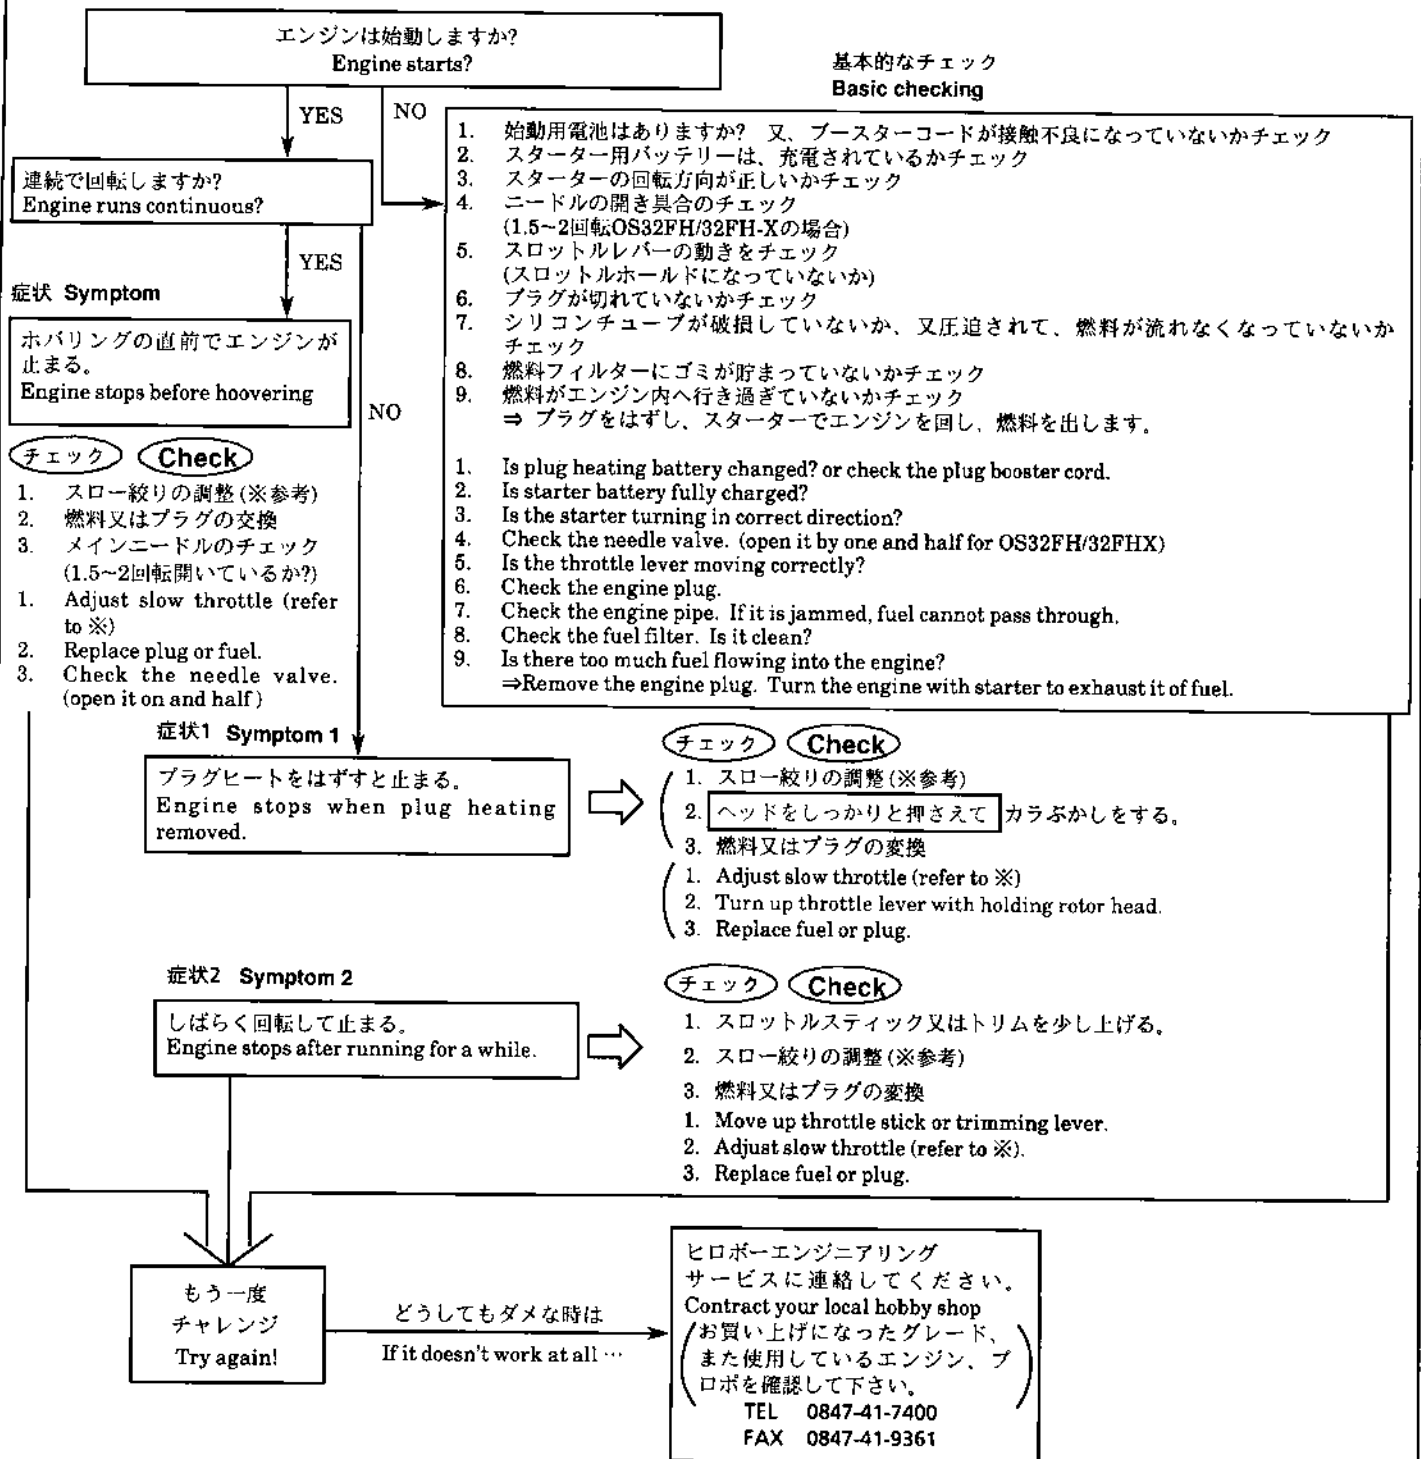 エンジンは始動しますか?
Engine starts?
基本的なチェック
Basic checking
YES
NO
連続で回転しますか?
Engine runs continuous?
1. 始動用電池はありますか? 又、ブースターコードが接触不良になっていないかチェック
2. スターター用バッテリーは、充電されているかチェック
3. スターターの回転方向が正しいかチェック
4. ニードルの開き具合のチェック
(1.5~2回転OS32FH/32FH-Xの場合)
5. スロットルレバーの動きをチェック
(スロットルホールドになっていないか)
6. プラグが切れていないかチェック
7. シリコンチューブが破損していないか、又圧迫されて、燃料が流れなくなっていないか
チェック
8. 燃料フィルターにゴミが貯まっていないかチェック
9. 燃料がエンジン内へ行き過ぎていないかチェック
⇒ プラグをはずし、スターターでエンジンを回し、燃料を出します。
1. Is plug heating battery changed? or check the plug booster cord.
2. Is starter battery fully charged?
3. Is the starter turning in correct direction?
4. Check the needle valve. (open it by one and half for OS32FH/32FHX)
5. Is the throttle lever moving correctly?
6. Check the engine plug.
7. Check the engine pipe. If it is jammed, fuel cannot pass through.
8. Check the fuel filter. Is it clean?
9. Is there too much fuel flowing into the engine?
⇒Remove the engine plug. Turn the engine with starter to exhaust it of fuel.
YES
NO
症状 Symptom
ホバリングの直前でエンジンが
止まる。
Engine stops before hoovering
チェック Check
1. スロー絞りの調整(※参考)
2. 燃料又はプラグの交換
3. メインニードルのチェック
(1.5~2回転開いているか?)
1. Adjust slow throttle (refer
to ※)
2. Replace plug or fuel.
3. Check the needle valve.
(open it on and half)
症状1 Symptom 1
プラグヒートをはずすと止まる。
Engine stops when plug heating
removed.
チェック Check
1. スロー絞りの調整(※参考)
2. ヘッドをしっかりと押さえて カラぶかしをする。
3. 燃料又はプラグの変換
1. Adjust slow throttle (refer to ※)
2. Turn up throttle lever with holding rotor head.
3. Replace fuel or plug.
症状2 Symptom 2
しばらく回転して止まる。
Engine stops after running for a while.
チェック Check
1. スロットルスティック又はトリムを少し上げる。
2. スロー絞りの調整(※参考)
3. 燃料又はプラグの変換
1. Move up throttle stick or trimming lever.
2. Adjust slow throttle (refer to ※).
3. Replace fuel or plug.
もう一度
チャレンジ
Try again!
どうしてもダメな時は
If it doesn't work at all …
ヒロボーエンジニアリング
サービスに連絡してください。
Contract your local hobby shop
(お買い上げになったグレード、
また使用しているエンジン、プ
ロポを確認して下さい。)
TEL 0847-41-7400
FAX 0847-41-9361